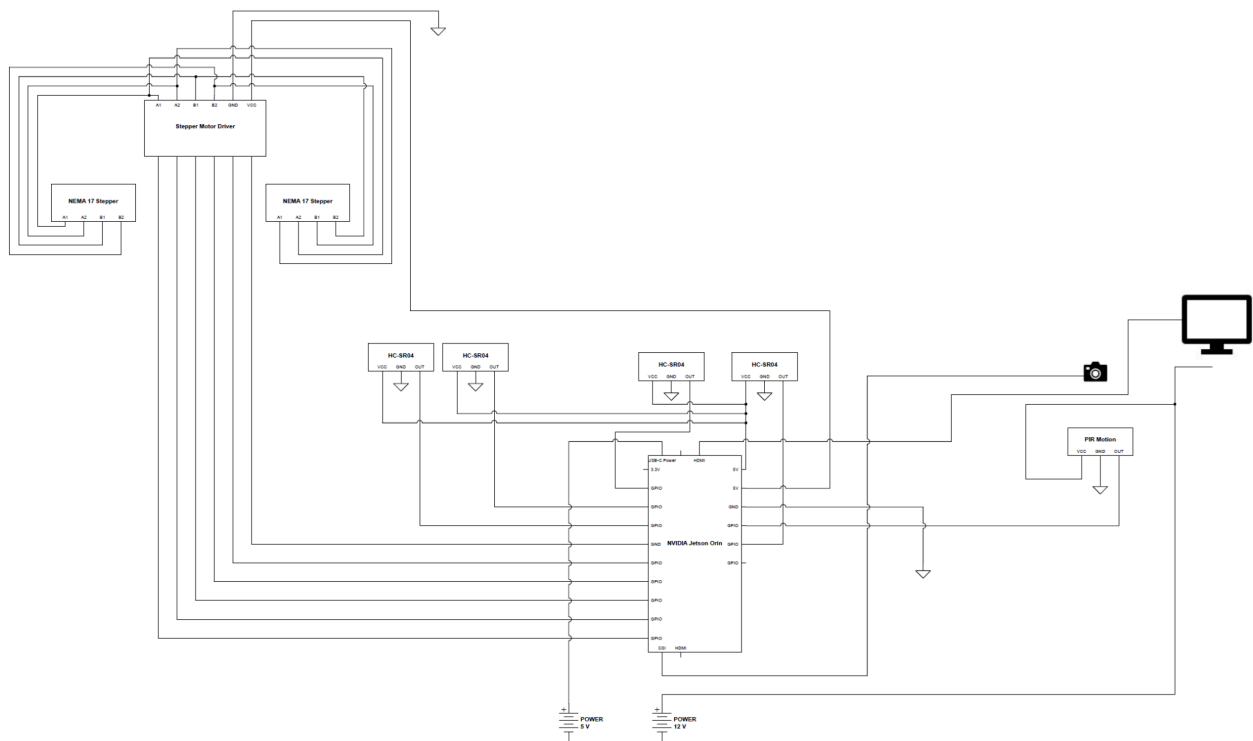 A1 A2 B1 B2 GND VCC
Stepper Motor Driver
NEMA 17 Stepper
A1 A2 B1 B2
NEMA 17 Stepper
A1 A2 B1 B2
HC-SR04
VCC GND OUT
HC-SR04
VCC GND OUT
HC-SR04
VCC GND OUT
HC-SR04
VCC GND OUT
PIR Motion
VCC GND OUT
USB-C Power HDMI
3.3V 5V
GPIO 5V
GPIO GND
GPIO GPIO
GND NVIDIA Jetson Orin GPIO
GPIO GPIO
GPIO
GPIO
GPIO
GPIO
CSI HDMI
+ POWER
5 V
+ POWER
12 V